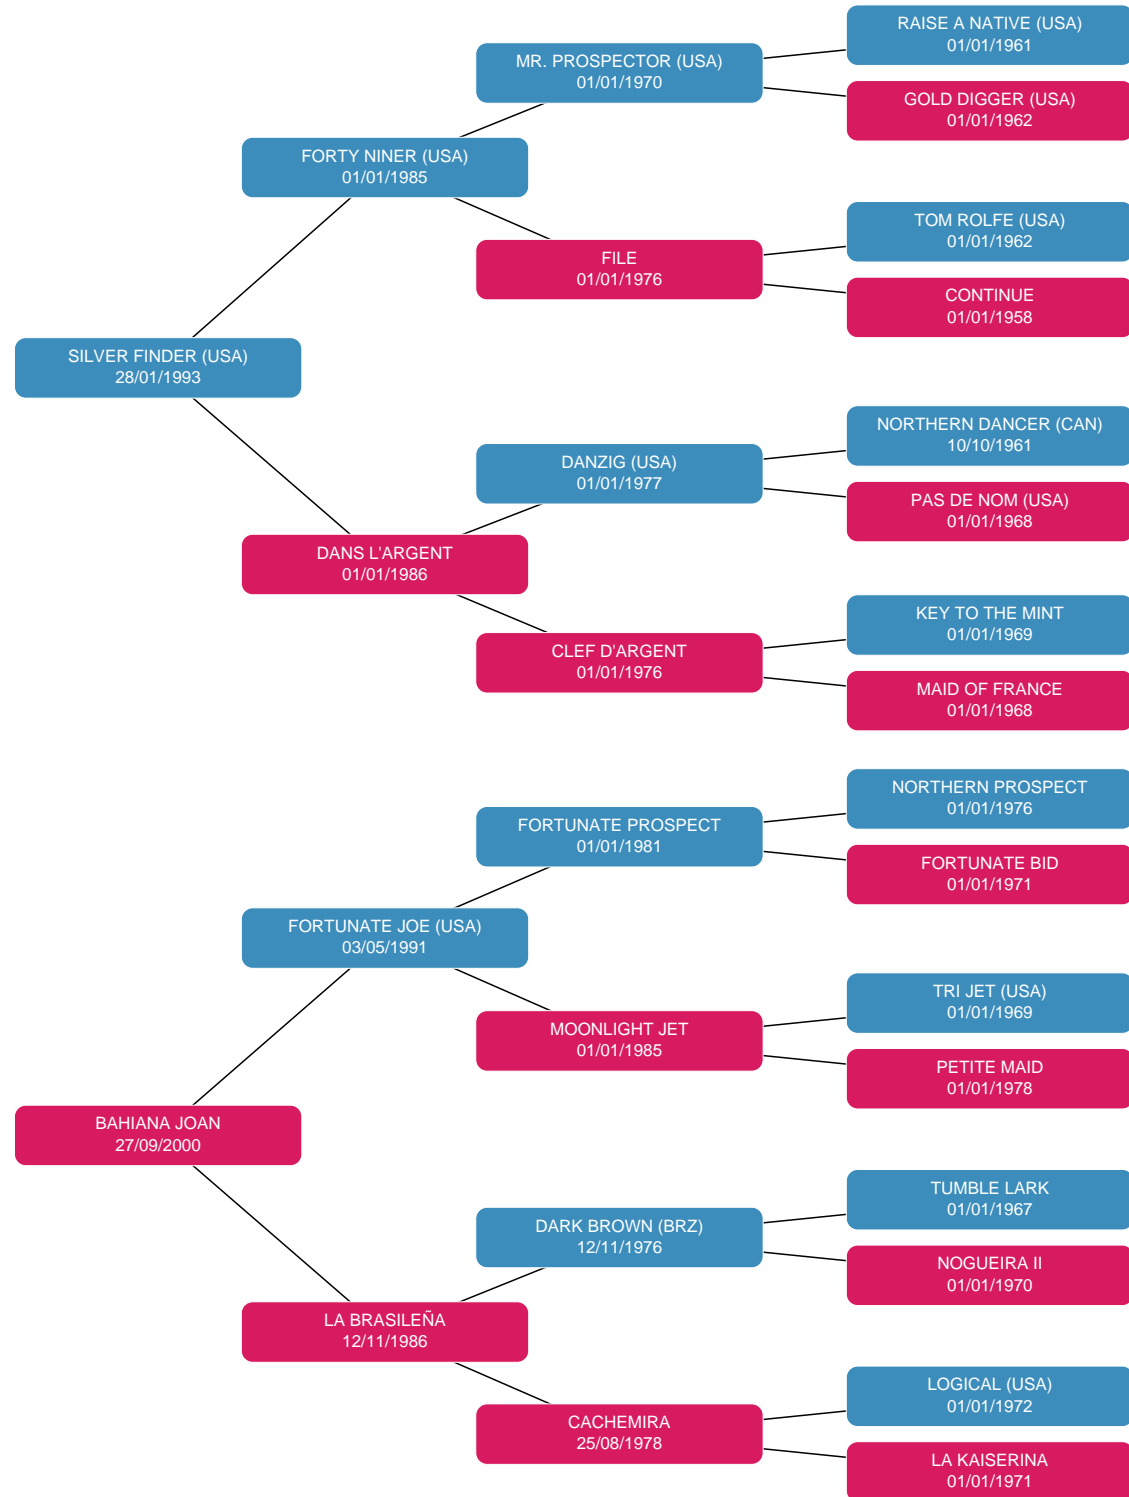 RAISE A NATIVE (USA)
01/01/1961
MR. PROSPECTOR (USA)
01/01/1970
GOLD DIGGER (USA)
01/01/1962
FORTY NINER (USA)
01/01/1985
TOM ROLFE (USA)
01/01/1962
FILE
01/01/1976
CONTINUE
01/01/1958
SILVER FINDER (USA)
28/01/1993
NORTHERN DANCER (CAN)
10/10/1961
DANZIG (USA)
01/01/1977
PAS DE NOM (USA)
01/01/1968
DANS L'ARGENT
01/01/1986
KEY TO THE MINT
01/01/1969
CLEF D'ARGENT
01/01/1976
MAID OF FRANCE
01/01/1968
NORTHERN PROSPECT
01/01/1976
FORTUNATE PROSPECT
01/01/1981
FORTUNATE BID
01/01/1971
FORTUNATE JOE (USA)
03/05/1991
TRI JET (USA)
01/01/1969
MOONLIGHT JET
01/01/1985
PETITE MAID
01/01/1978
BAHIANA JOAN
27/09/2000
TUMBLE LARK
01/01/1967
DARK BROWN (BRZ)
12/11/1976
NOGUEIRA II
01/01/1970
LA BRASILEÑA
12/11/1986
LOGICAL (USA)
01/01/1972
CACHEMIRA
25/08/1978
LA KAISERINA
01/01/1971